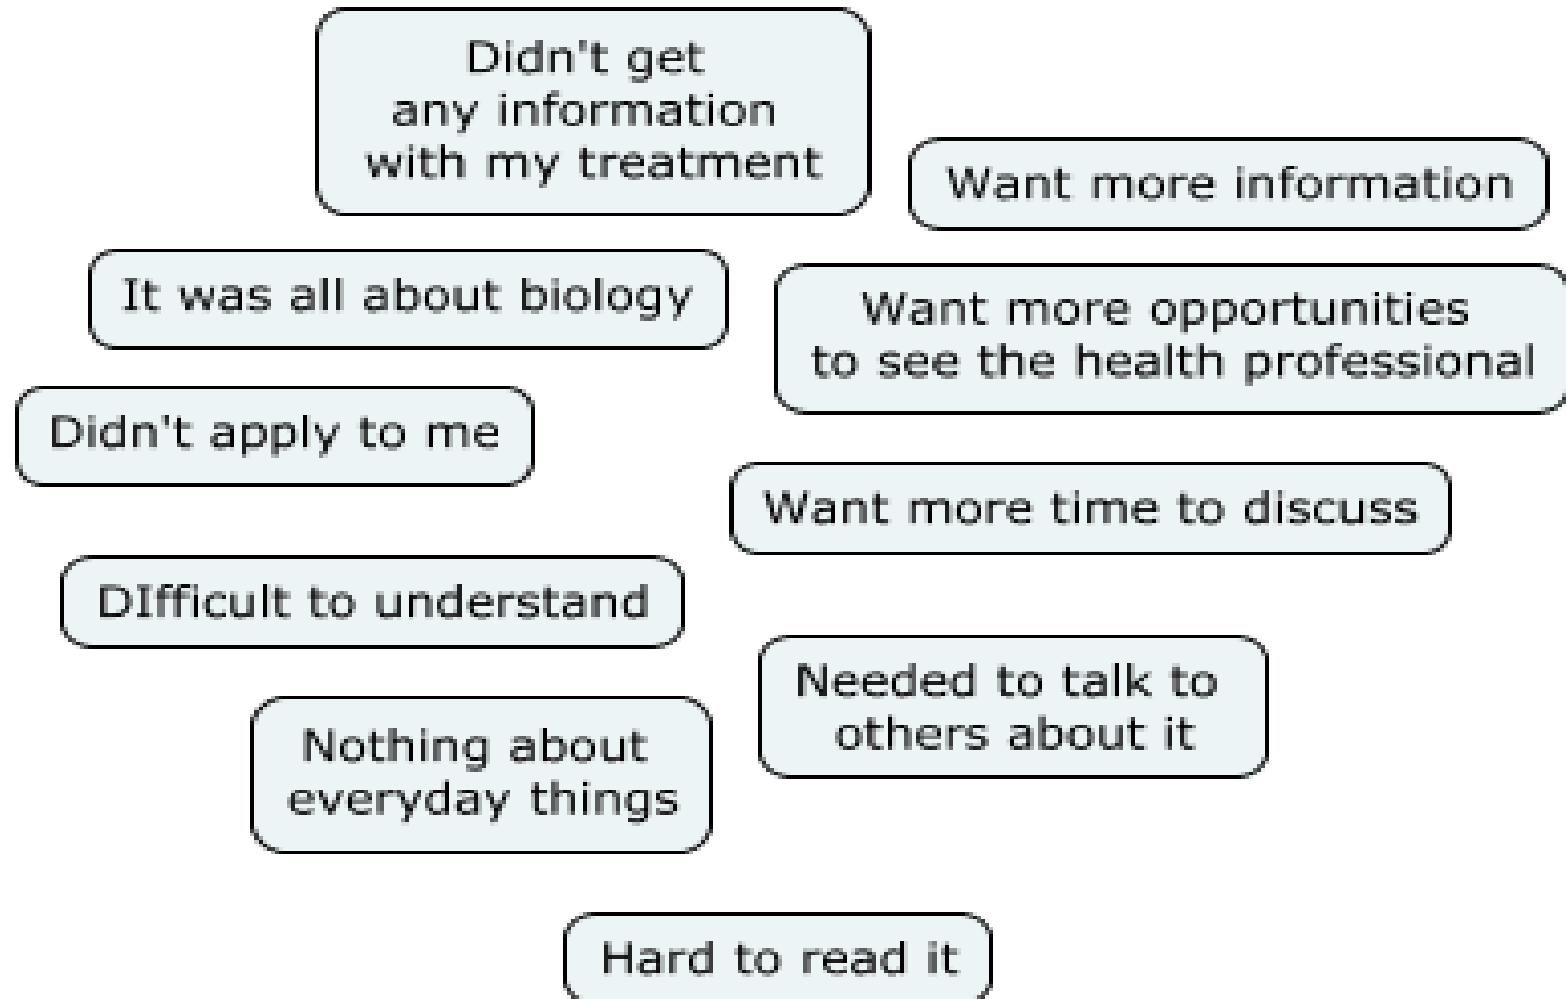 Didn't get
any information
with my treatment
Want more information
It was all about biology
Want more opportunities
to see the health professional
Didn't apply to me
Want more time to discuss
DIfficult to understand
Needed to talk to
others about it
Nothing about
everyday things
Hard to read it